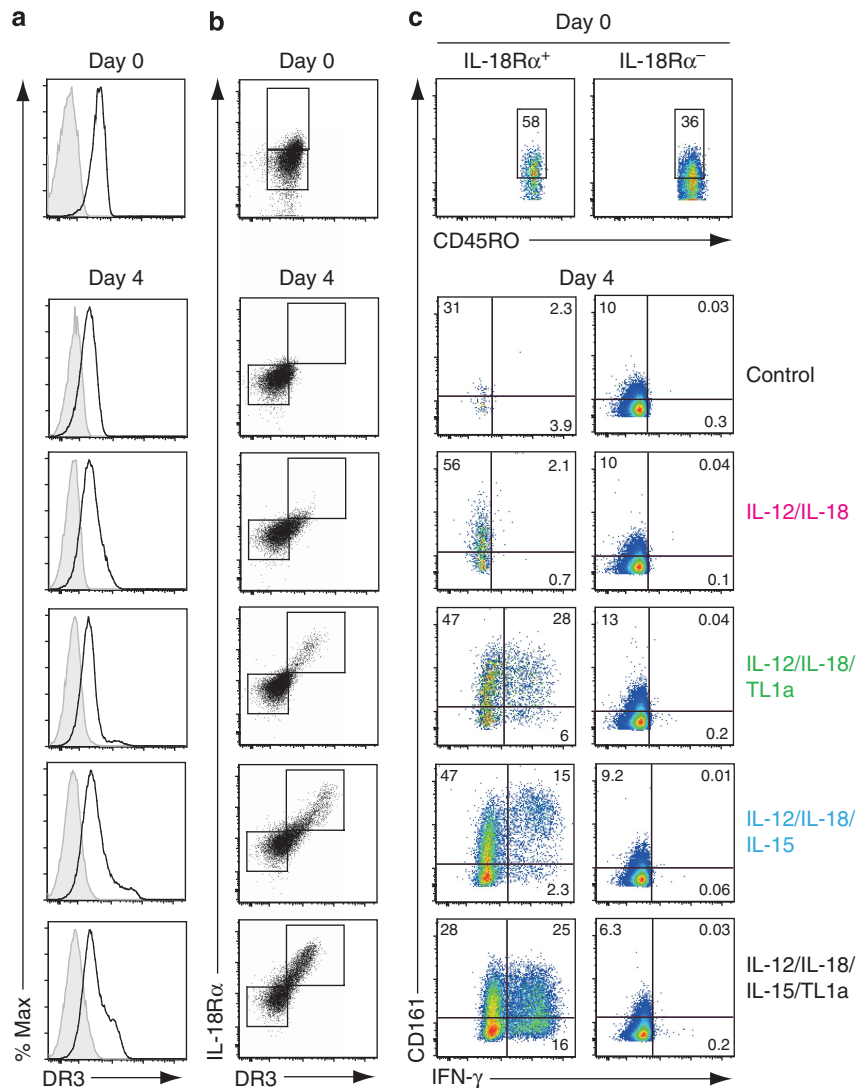 a
b
c
Day 0
Day 0
Day 0
IL-18Rα+
IL-18Rα−
58
36
CD45RO
Day 4
Day 4
Day 4
31
2.3
3.9
10
0.03
0.3
Control
56
2.1
0.7
10
0.04
0.1
IL-12/IL-18
47
28
6
13
0.04
0.2
IL-12/IL-18/
TL1a
47
15
2.3
9.2
0.01
0.06
IL-12/IL-18/
IL-15
28
25
16
6.3
0.03
0.2
IL-12/IL-18/
IL-15/TL1a
% Max
DR3
IL-18Rα
DR3
CD161
IFN-γ